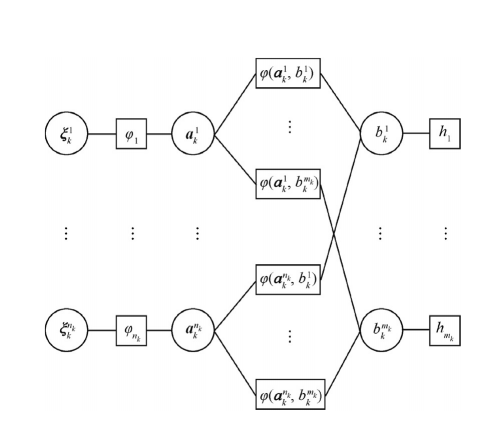 φ(a_k^1, b_k^1)
ξ_k^1 φ_1 a_k^1 ⋮ b_k^1 h_1
φ(a_k^1, b_k^{m_k})
⋮ ⋮ ⋮ ⋮ ⋮
φ(a_k^{n_k}, b_k^1)
ξ_k^{n_k} φ_{n_k} a_k^{n_k} ⋮ b_k^{m_k} h_{m_k}
φ(a_k^{n_k}, b_k^{m_k})